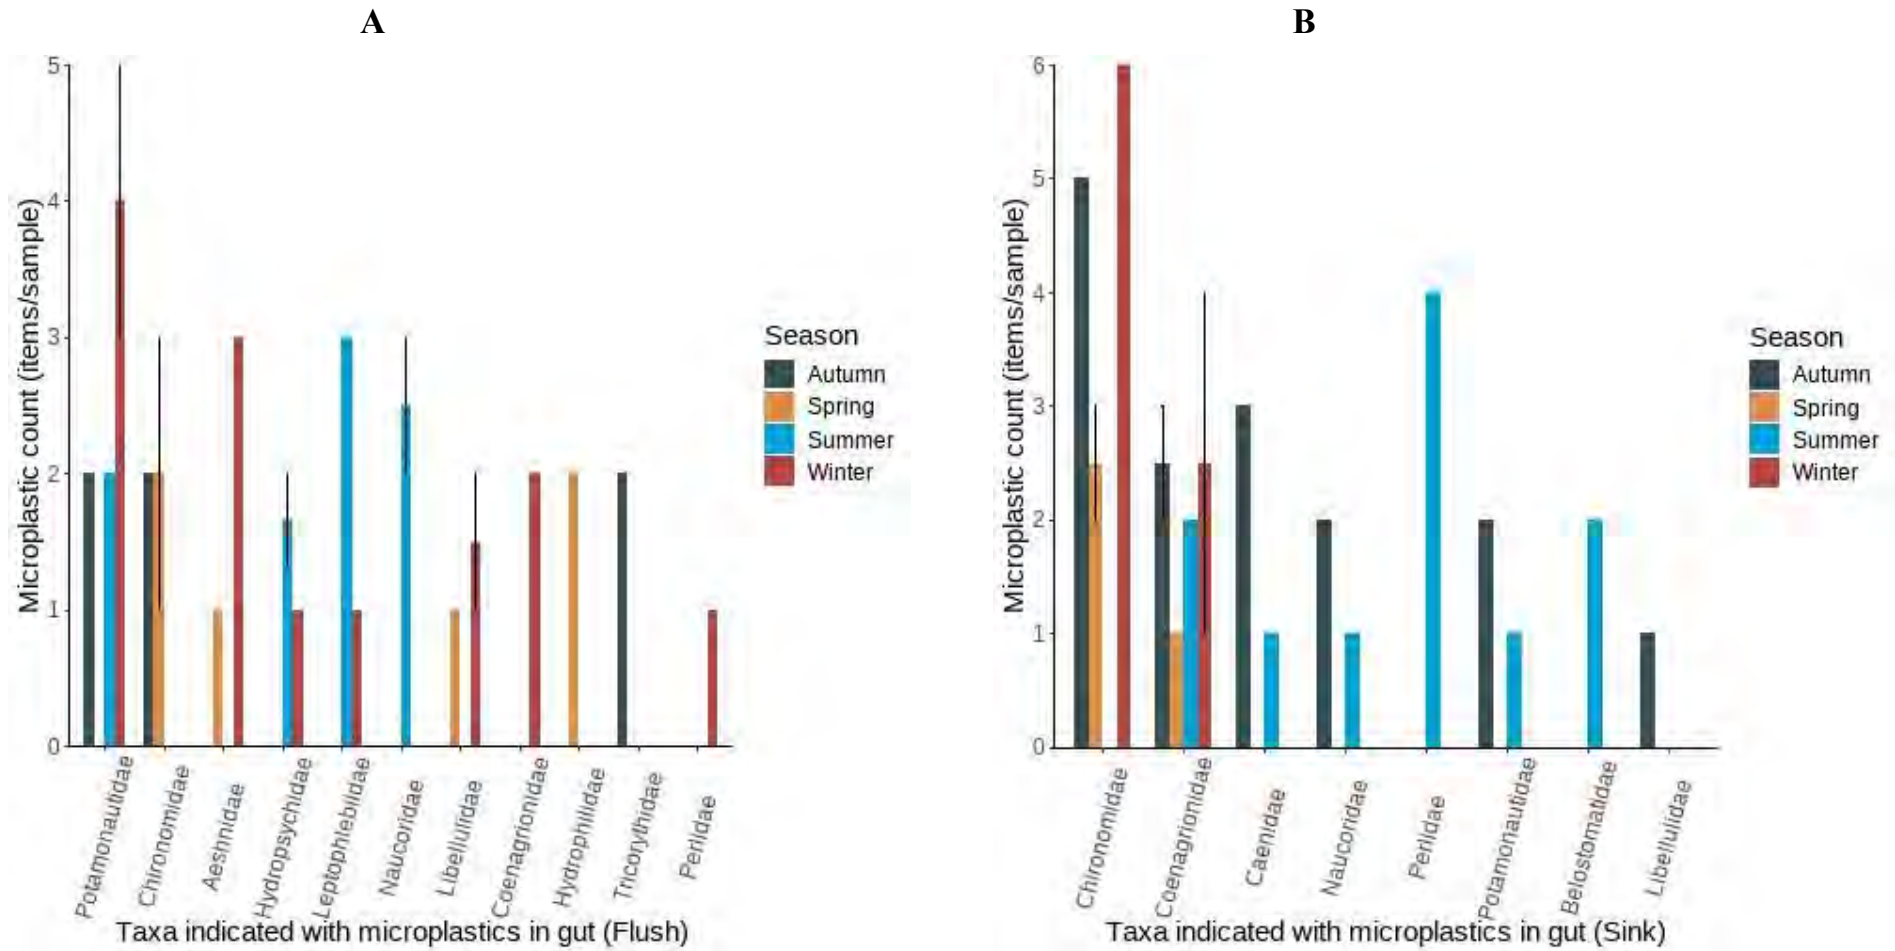 A
B
Microplastic count (items/sample)
5
4
3
2
1
0
Potamonautidae
Chironomidae
Aeshnidae
Hydropsychidae
Leptophlebiidae
Naucoridae
Libellulidae
Coenagrionidae
Hydrophilidae
Tricorythidae
Perlidae
Taxa indicated with microplastics in gut (Flush)
Season
Autumn
Spring
Summer
Winter
Microplastic count (items/sample)
6
5
4
3
2
1
0
Chironomidae
Coenagrionidae
Caenidae
Naucoridae
Perlidae
Potamonautidae
Belostomatidae
Libellulidae
Taxa indicated with microplastics in gut (Sink)
Season
Autumn
Spring
Summer
Winter